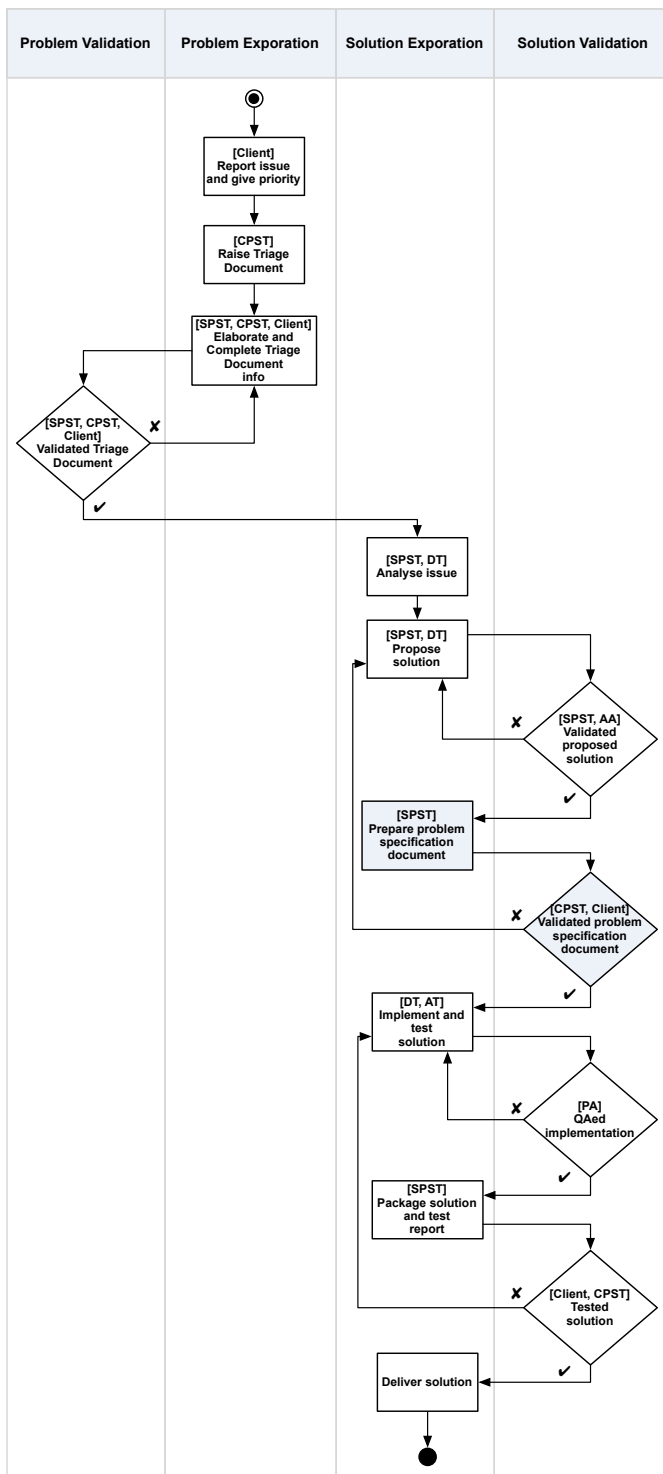 Problem Validation
Problem Exporation
Solution Exporation
Solution Validation
[Client]
Report issue
and give priority
[CPST]
Raise Triage
Document
[SPST, CPST, Client]
Elaborate and
Complete Triage
Document
info
[SPST, CPST,
Client]
Validated Triage
Document
✘
✔
[SPST, DT]
Analyse issue
[SPST, DT]
Propose
solution
[SPST, AA]
Validated
proposed
solution
✘
✔
[SPST]
Prepare problem
specification
document
[CPST, Client]
Validated problem
specification
document
✘
✔
[DT, AT]
Implement and
test
solution
[PA]
QAed
implementation
✘
✔
[SPST]
Package solution
and test
report
[Client, CPST]
Tested
solution
✘
✔
Deliver solution